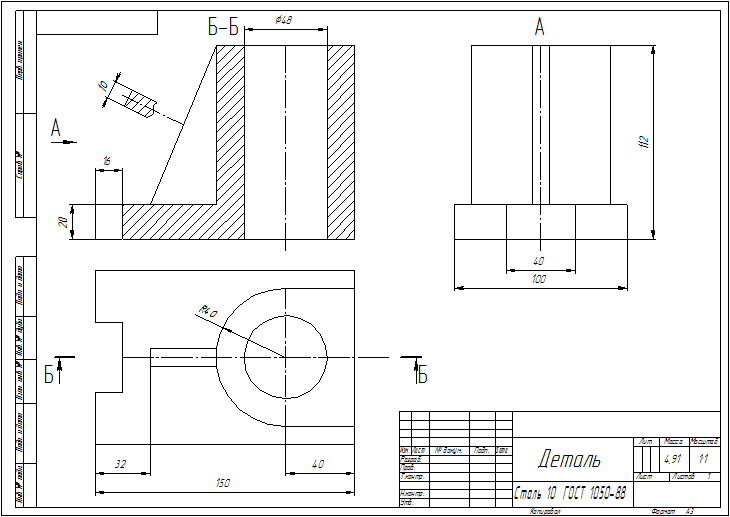 Б-Б
⌀48
А
10
А
16
20
112
40
100
R40
Б
Б
32
40
150
Перв. примен.
Справ. №
Подп. и дата
Инв. № дубл.
Взам. инв. №
Подп. и дата
Инв. № подл.
Изм. Лист № докум. Подп. Дата
Разраб.
Пров.
Т.контр.
Н.контр.
Утв.
Деталь
Сталь 10 ГОСТ 1050-88
Лит. Масса Масштаб
4,91 1:1
Лист Листов 1
Копировал Формат А3